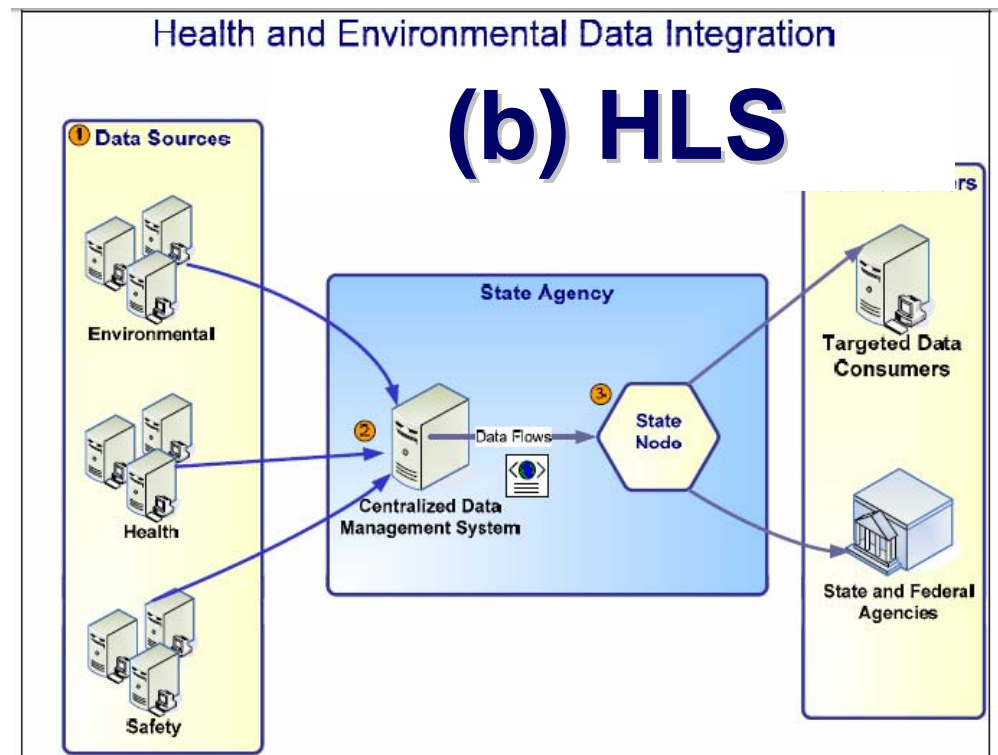 Health and Environmental Data Integration
(b) HLS
1 Data Sources
Environmental
Health
Safety
State Agency
2
Centralized Data
Management System
Data Flows
3
State
Node
Targeted Data
Consumers
State and Federal
Agencies